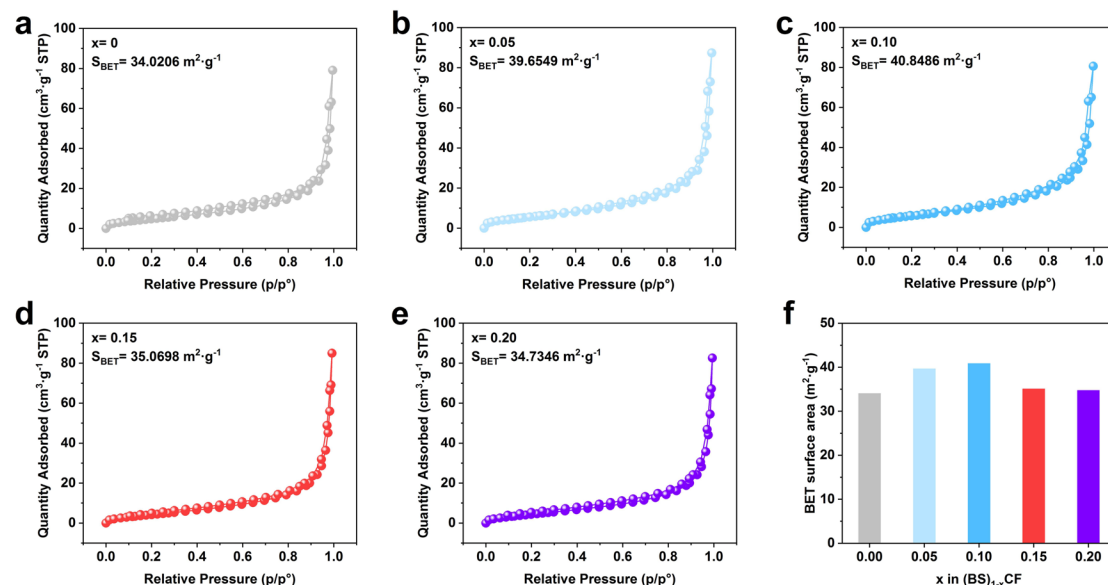 a
x= 0
S_BET= 34.0206 m²·g⁻¹
Quantity Adsorbed (cm³·g⁻¹ STP)
100
80
60
40
20
0
0.0 0.2 0.4 0.6 0.8 1.0
Relative Pressure (p/p°)
b
x= 0.05
S_BET= 39.6549 m²·g⁻¹
Quantity Adsorbed (cm³·g⁻¹ STP)
100
80
60
40
20
0
0.0 0.2 0.4 0.6 0.8 1.0
Relative Pressure (p/p°)
c
x= 0.10
S_BET= 40.8486 m²·g⁻¹
Quantity Adsorbed (cm³·g⁻¹ STP)
100
80
60
40
20
0
0.0 0.2 0.4 0.6 0.8 1.0
Relative Pressure (p/p°)
d
x= 0.15
S_BET= 35.0698 m²·g⁻¹
Quantity Adsorbed (cm³·g⁻¹ STP)
100
80
60
40
20
0
0.0 0.2 0.4 0.6 0.8 1.0
Relative Pressure (p/p°)
e
x= 0.20
S_BET= 34.7346 m²·g⁻¹
Quantity Adsorbed (cm³·g⁻¹ STP)
100
80
60
40
20
0
0.0 0.2 0.4 0.6 0.8 1.0
Relative Pressure (p/p°)
f
BET surface area (m²·g⁻¹)
50
40
30
20
10
0
0.00 0.05 0.10 0.15 0.20
x in (BS)₁₋ₓCF